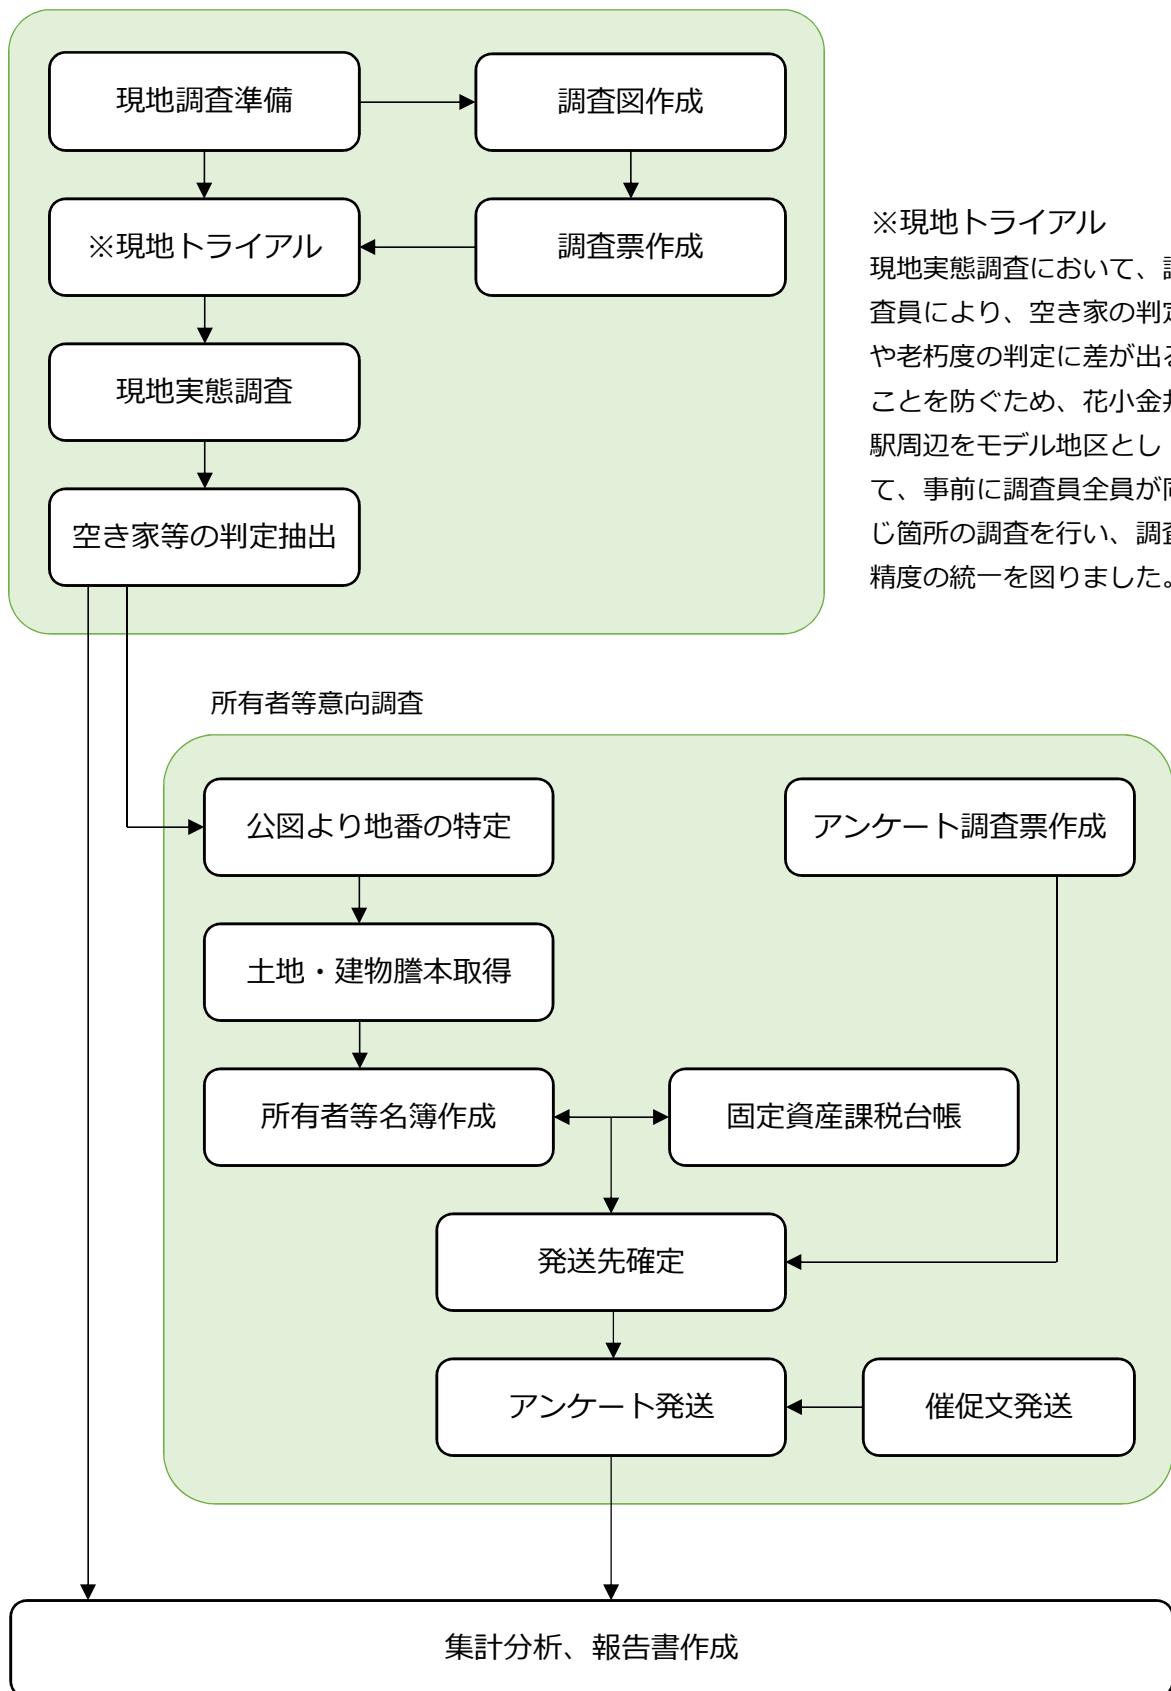 現地調査準備
調査図作成
※現地トライアル
調査票作成
現地実態調査
空き家等の判定抽出
※現地トライアル
現地実態調査において、調
査員により、空き家の判定
や老朽度の判定に差が出る
ことを防ぐため、花小金井
駅周辺をモデル地区とし
て、事前に調査員全員が同
じ箇所の調査を行い、調査
精度の統一を図りました。
所有者等意向調査
公図より地番の特定
アンケート調査票作成
土地・建物謄本取得
所有者等名簿作成
固定資産課税台帳
発送先確定
アンケート発送
催促文発送
集計分析、報告書作成